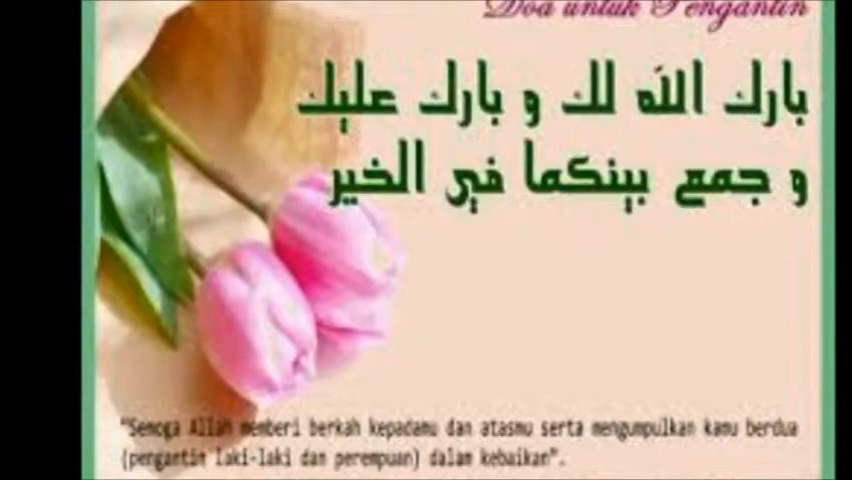 Doa untuk Pengantin
بارك الله لك و بارك عليك
و جمع بينكما في الخير
"Semoga Allah memberi berkah kepadamu dan atasmu serta mengumpulkan kamu berdua
(pengantin laki-laki dan perempuan) dalam kebaikan".